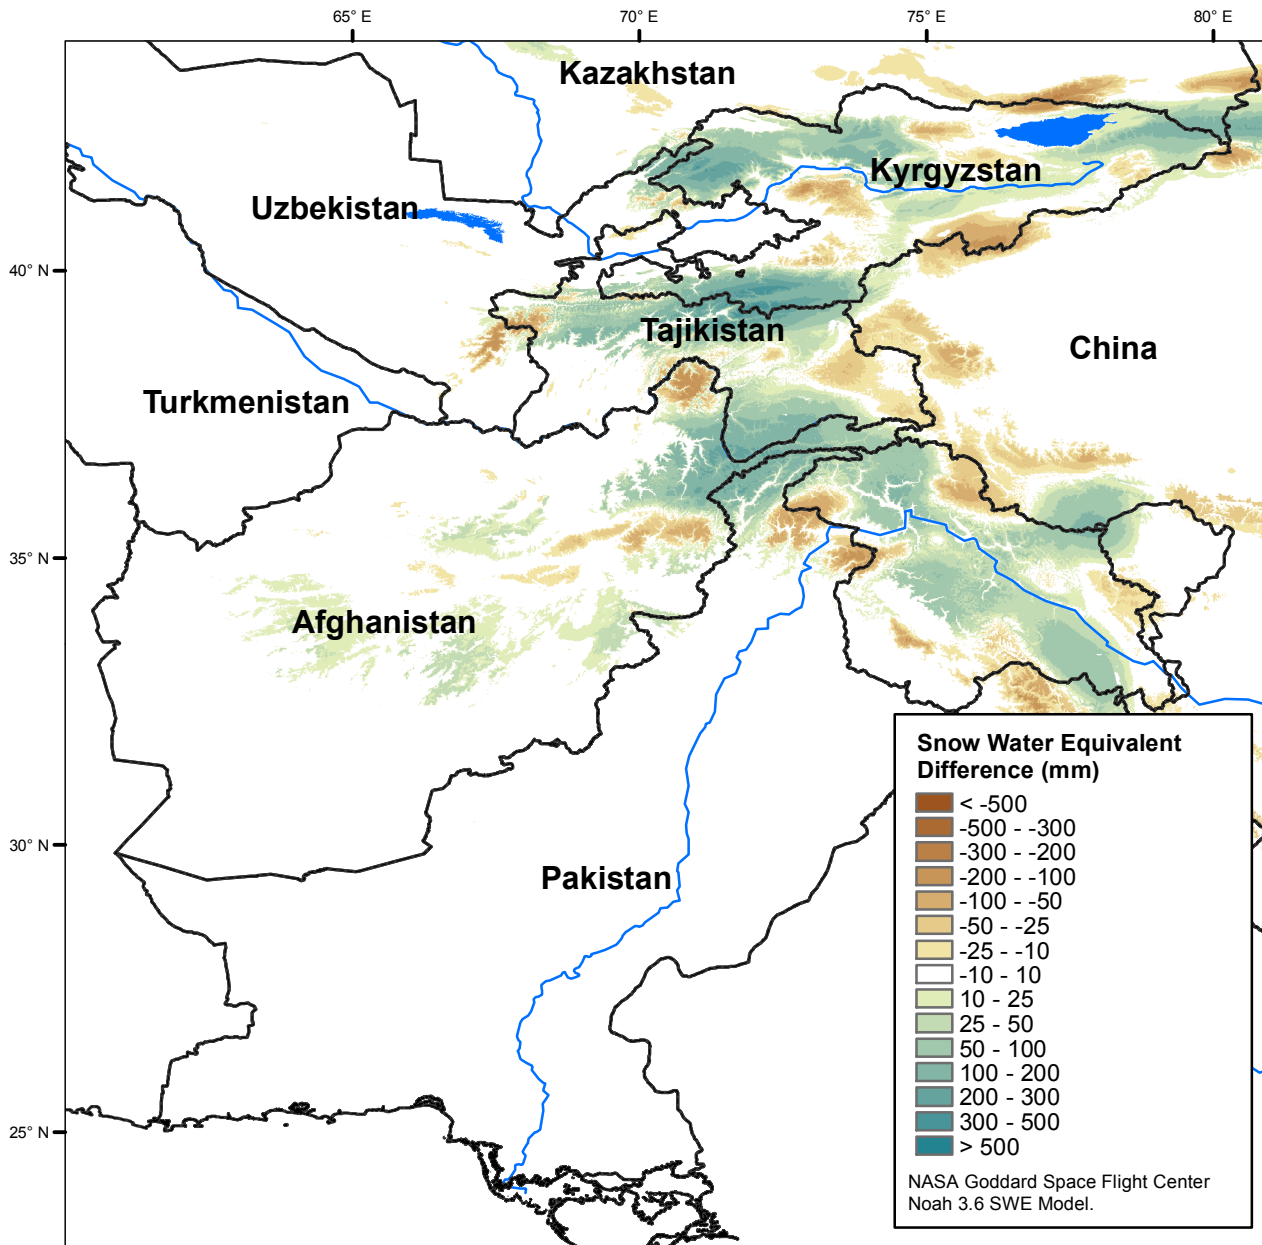 65° E
70° E
75° E
80° E
Kazakhstan
Kyrgyzstan
Uzbekistan
40° N
Tajikistan
China
Turkmenistan
35° N
Afghanistan
Snow Water Equivalent
Difference (mm)
< -500
-500 - -300
-300 - -200
-200 - -100
-100 - -50
-50 - -25
-25 - -10
-10 - 10
10 - 25
25 - 50
50 - 100
100 - 200
200 - 300
300 - 500
> 500
30° N
Pakistan
25° N
NASA Goddard Space Flight Center
Noah 3.6 SWE Model.